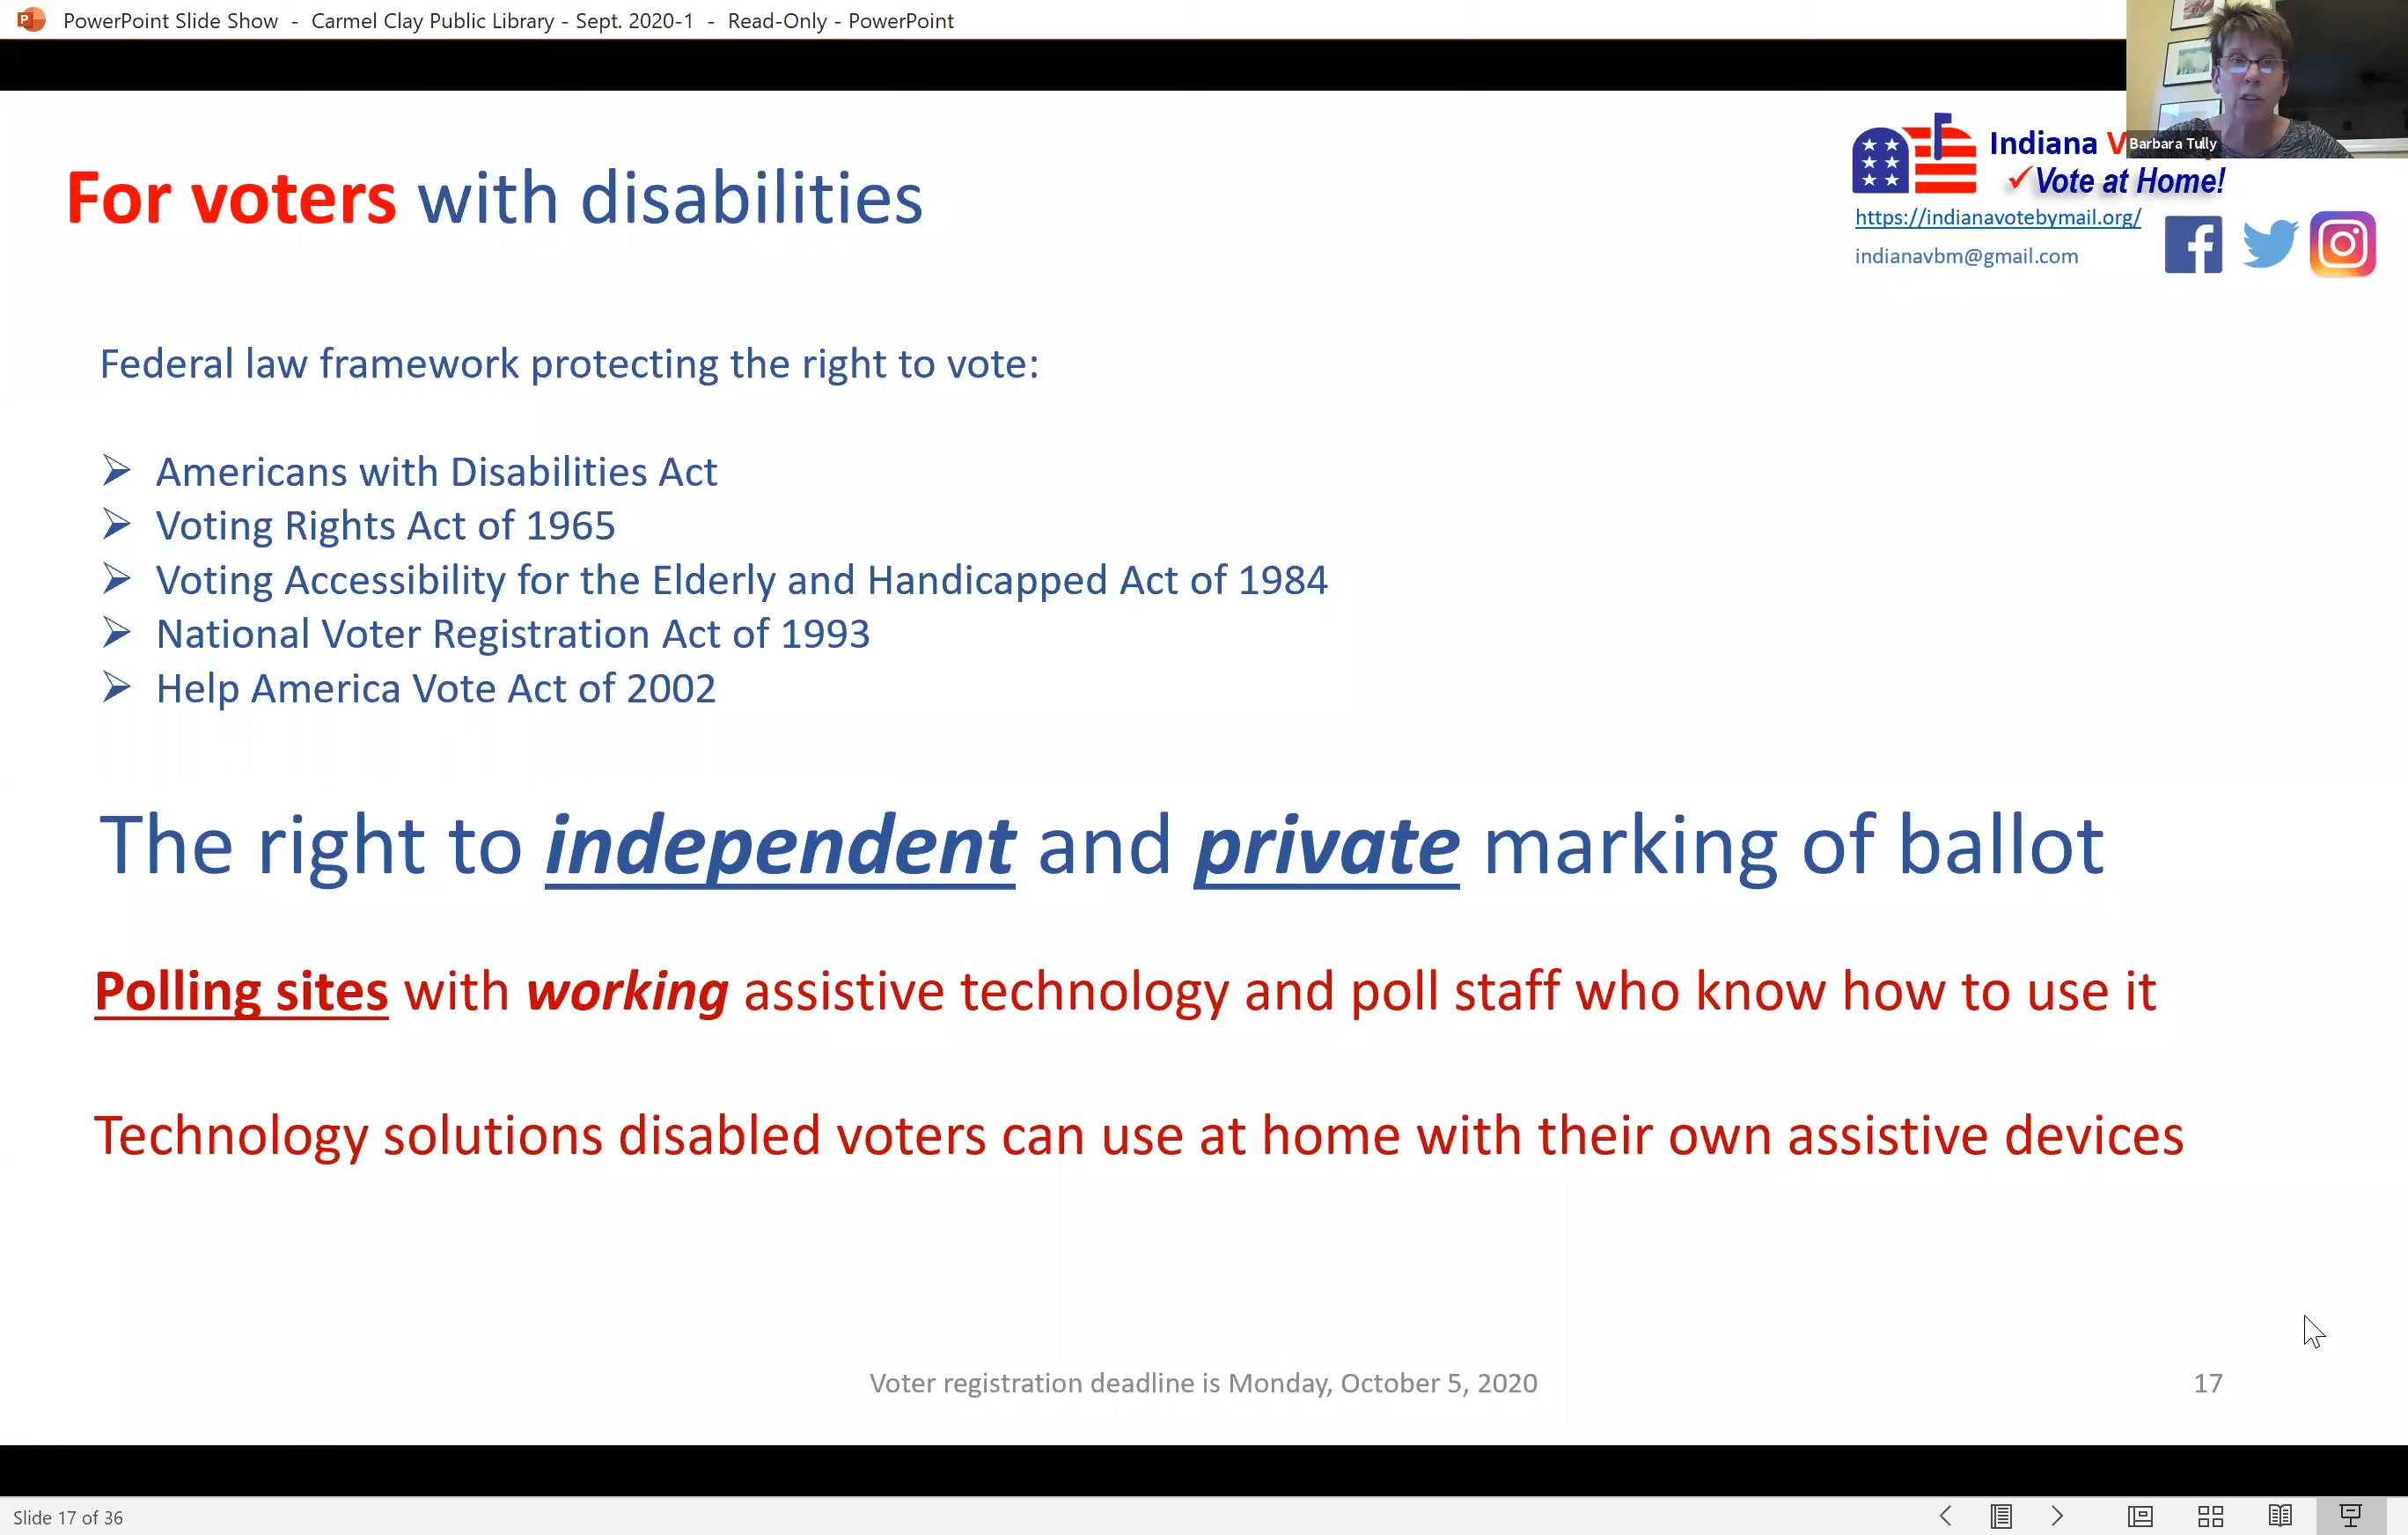 PowerPoint Slide Show - Carmel Clay Public Library - Sept. 2020-1 - Read-Only - PowerPoint
Barbara Tully
Indiana V
✓Vote at Home!
https://indianavotebymail.org/
indianavbm@gmail.com
For voters with disabilities
Federal law framework protecting the right to vote:
➢ Americans with Disabilities Act
➢ Voting Rights Act of 1965
➢ Voting Accessibility for the Elderly and Handicapped Act of 1984
➢ National Voter Registration Act of 1993
➢ Help America Vote Act of 2002
The right to independent and private marking of ballot
Polling sites with working assistive technology and poll staff who know how to use it
Technology solutions disabled voters can use at home with their own assistive devices
Voter registration deadline is Monday, October 5, 2020
17
Slide 17 of 36